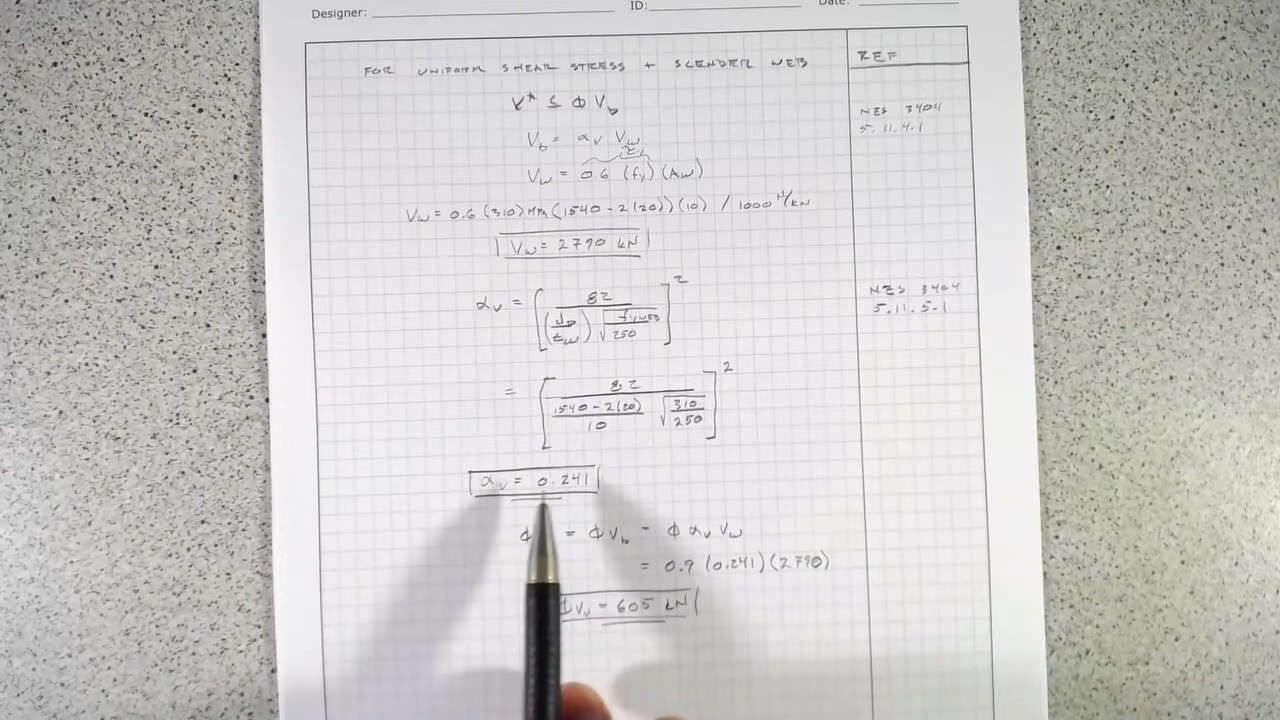 Designer: ID: Date:
FOR UNIFORM SHEAR STRESS + SLENDER WEB
REF
V* ≤ ΦVb
NZS 3404
5.11.4.1
Vb = αv Vw
Vw = 0.6 (fy) (Aw)
Vw = 0.6 (310) MPa (1540 - 2(20)) (10) / 1000 N/kN
Vw = 2790 kN
NZS 3404
5.11.5.1
αv = [82 / ((dp/tw) √(fyweb/250))]²
= [82 / ((1540 - 2(20))/10 √(310/250))]²
αv = 0.241
Φ = ΦVb = Φ αv Vw
= 0.9 (0.241) (2790)
ΦVv = 605 kN